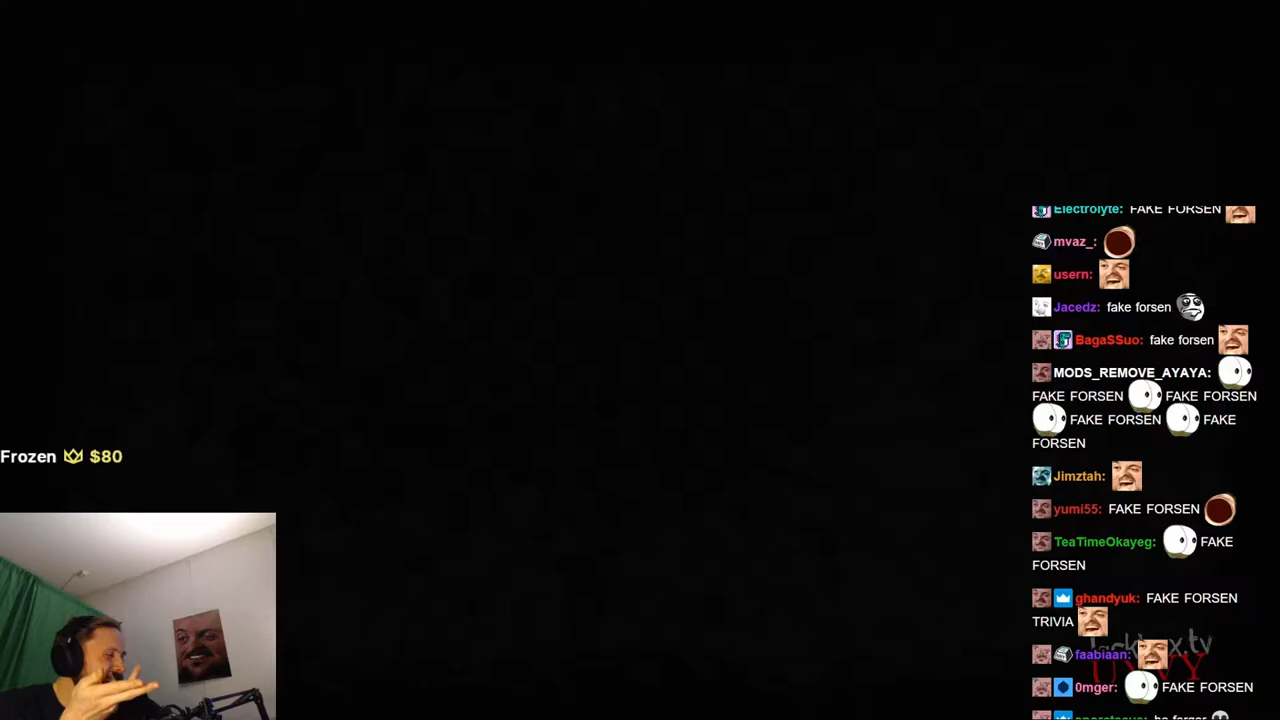 Electrolyte: FAKE FORSEN
mvaz_:
usern:
Jacedz: fake forsen
BagaSSuo: fake forsen
MODS_REMOVE_AYAYA:
FAKE FORSEN FAKE FORSEN
FAKE FORSEN FAKE
FORSEN
Frozen $80
Jimztah:
yumi55: FAKE FORSEN
TeaTimeOkayeg: FAKE
FORSEN
ghandyuk: FAKE FORSEN
TRIVIA
faabiaan:
0mger: FAKE FORSEN